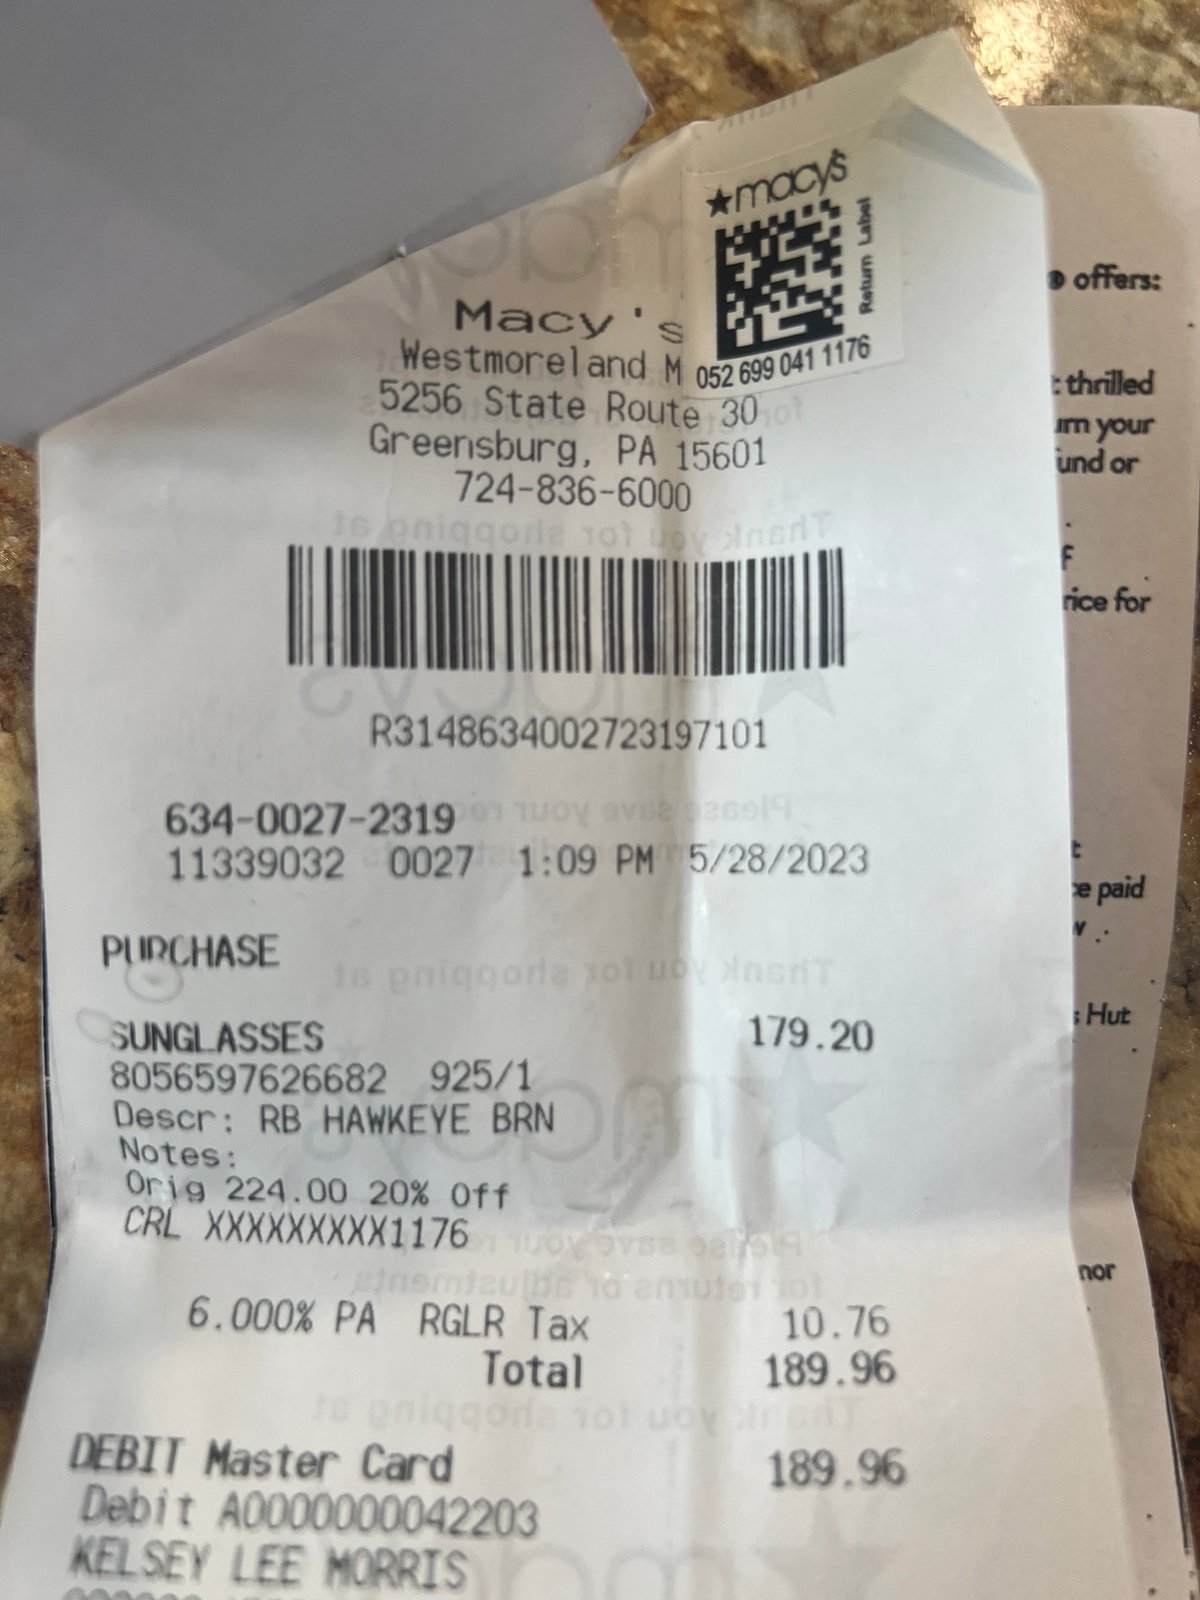 ★macy's
Return Label
052 699 041 1176
Macy's
Westmoreland M
5256 State Route 30
Greensburg, PA 15601
724-836-6000
R3148634002723197101
634-0027-2319
11339032 0027 1:09 PM 5/28/2023
PURCHASE
SUNGLASSES 179.20
8056597626682 925/1
Descr: RB HAWKEYE BRN
Notes:
Orig 224.00 20% Off
CRL XXXXXXXXX1176
6.000% PA RGLR Tax 10.76
Total 189.96
DEBIT Master Card 189.96
Debit A0000000042203
KELSEY LEE MORRIS
offers:
thrilled
your
or
for
paid
Hut